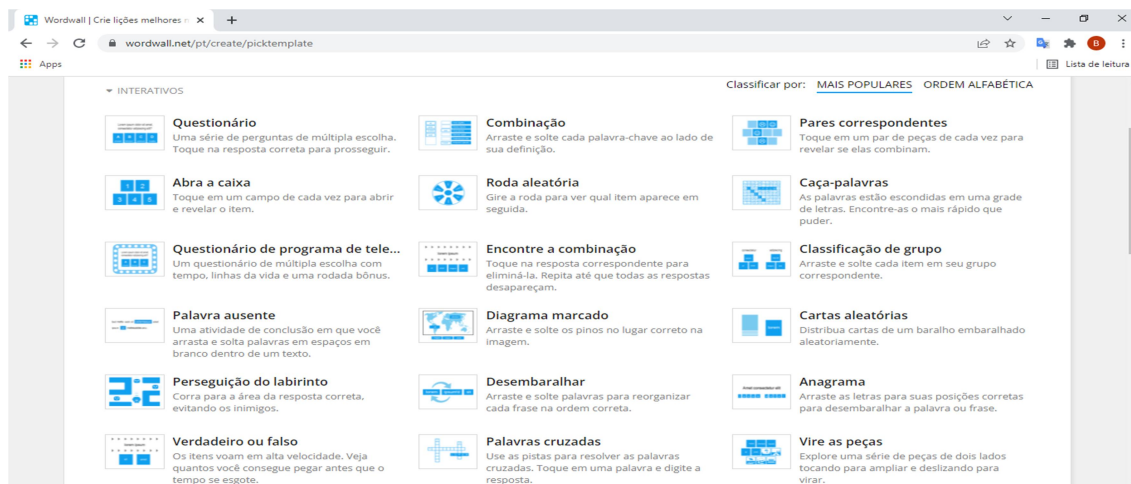 Wordwall | Crie lições melhores
wordwall.net/pt/create/picktemplate
B
Apps
Lista de leitura
INTERATIVOS
Classificar por: MAIS POPULARES ORDEM ALFABÉTICA
Questionário
Uma série de perguntas de múltipla escolha.
Toque na resposta correta para prosseguir.
Combinação
Arraste e solte cada palavra-chave ao lado de
sua definição.
Pares correspondentes
Toque em um par de peças de cada vez para
revelar se elas combinam.
1 2
3 4 5
Abra a caixa
Toque em um campo de cada vez para abrir
e revelar o item.
Roda aleatória
Gire a roda para ver qual item aparece em
seguida.
Caça-palavras
As palavras estão escondidas em uma grade
de letras. Encontre-as o mais rápido que
puder.
Questionário de programa de tele...
Um questionário de múltipla escolha com
tempo, linhas da vida e uma rodada bônus.
Encontre a combinação
Toque na resposta correspondente para
eliminá-la. Repita até que todas as respostas
desapareçam.
Classificação de grupo
Arraste e solte cada item em seu grupo
correspondente.
Palavra ausente
Uma atividade de conclusão em que você
arrasta e solta palavras em espaços em
branco dentro de um texto.
Diagrama marcado
Arraste e solte os pinos no lugar correto na
imagem.
Cartas aleatórias
Distribua cartas de um baralho embaralhado
aleatoriamente.
Perseguição do labirinto
Corra para a área da resposta correta,
evitando os inimigos.
Desembaralhar
Arraste e solte palavras para reorganizar
cada frase na ordem correta.
Anagrama
Arraste as letras para suas posições corretas
para desembaralhar a palavra ou frase.
Verdadeiro ou falso
Os itens voam em alta velocidade. Veja
quantos você consegue pegar antes que o
tempo se esgote.
Palavras cruzadas
Use as pistas para resolver as palavras
cruzadas. Toque em uma palavra e digite a
resposta.
Vire as peças
Explore uma série de peças de dois lados
tocando para ampliar e deslizando para
virar.